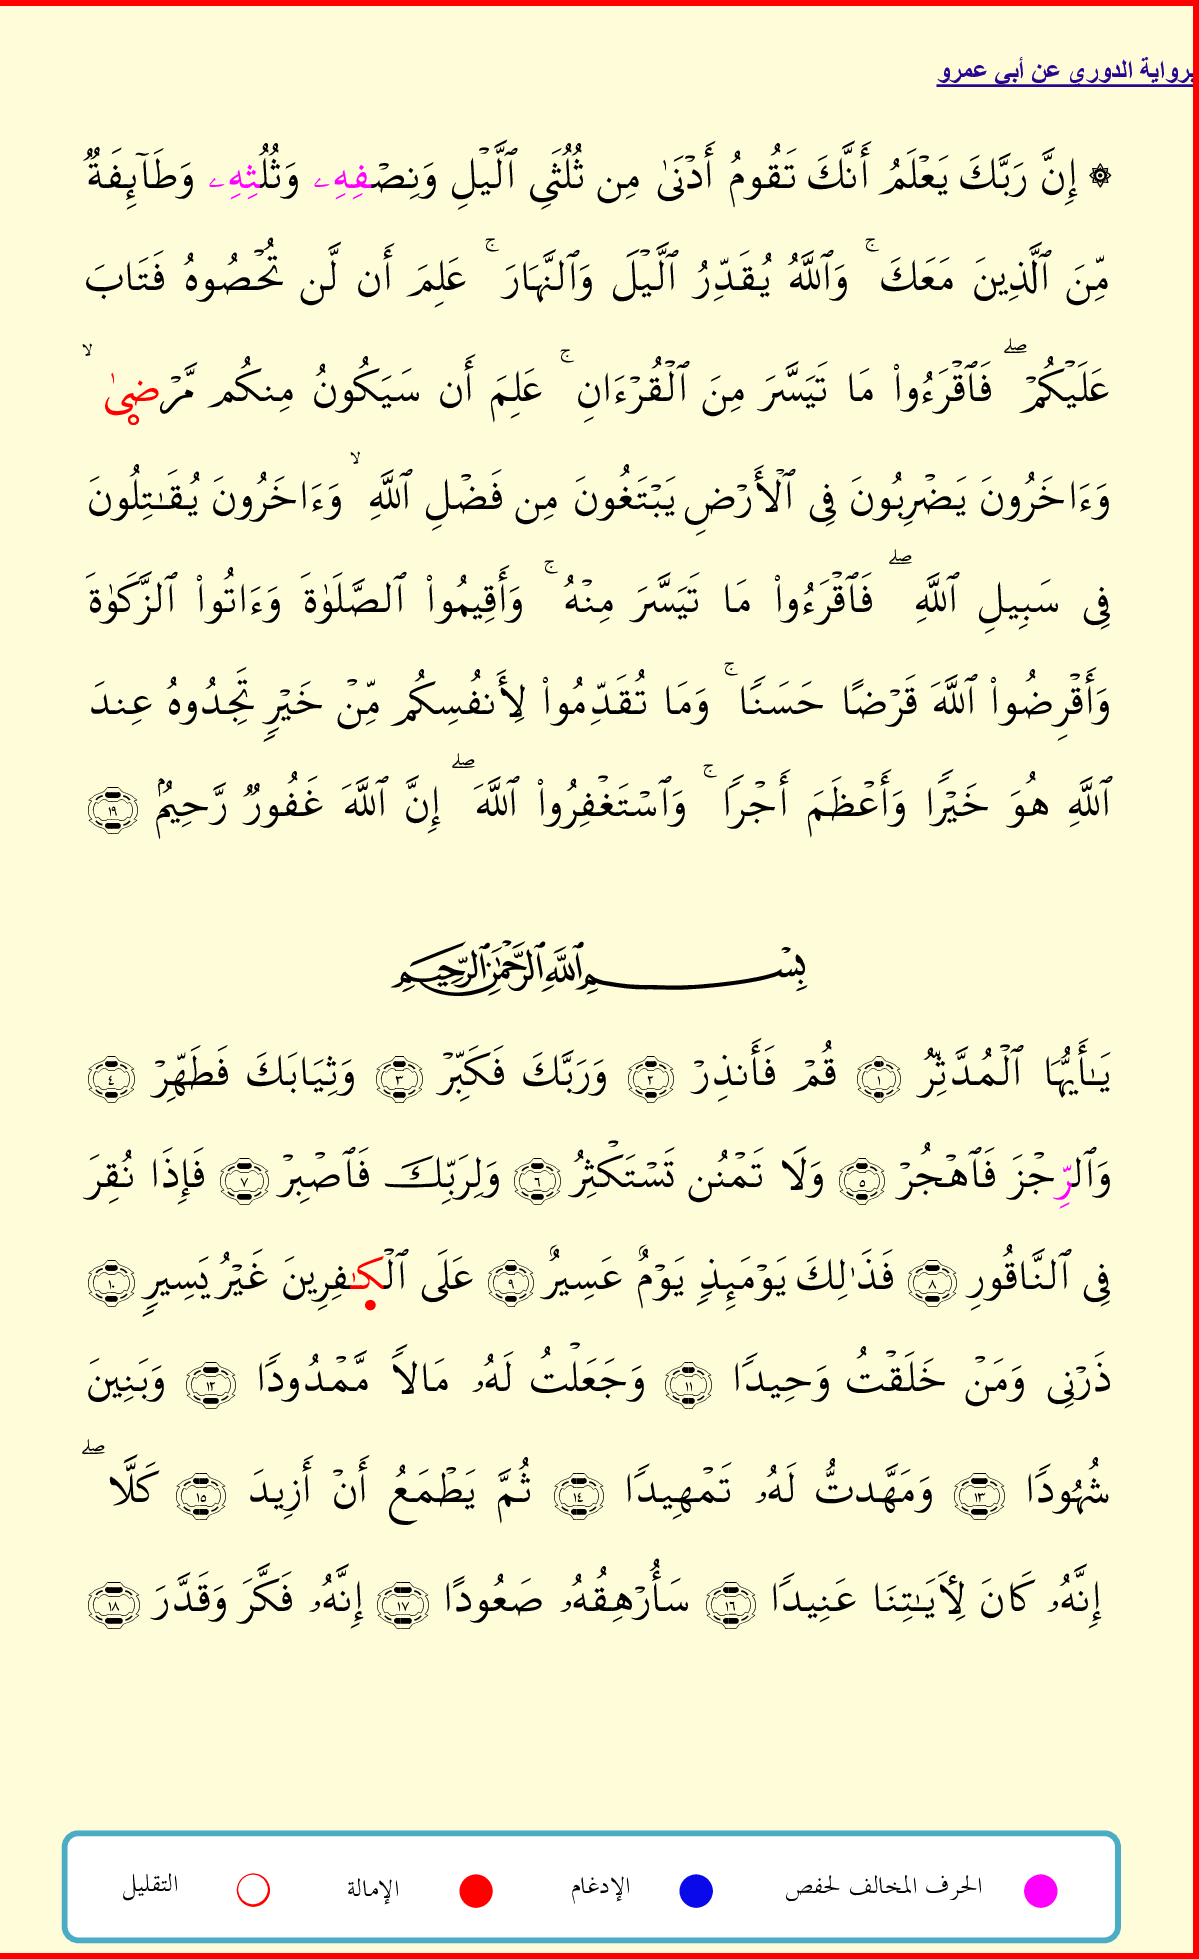 برواية الدوري عن أبي عمرو
۞ إِنَّ رَبَّكَ يَعۡلَمُ أَنَّكَ تَقُومُ أَدۡنَىٰ مِن ثُلُثَيِ ٱلَّيۡلِ وَنِصۡفِهِۦ وَثُلُثِهِۦ وَطَآئِفَةٞ
مِّنَ ٱلَّذِينَ مَعَكَۚ وَٱللَّهُ يُقَدِّرُ ٱلَّيۡلَ وَٱلنَّهَارَۚ عَلِمَ أَن لَّن تُحۡصُوهُ فَتَابَ
عَلَيۡكُمۡۖ فَٱقۡرَءُواْ مَا تَيَسَّرَ مِنَ ٱلۡقُرۡءَانِۚ عَلِمَ أَن سَيَكُونُ مِنكُم مَّرۡضۭىٰۙ
وَءَاخَرُونَ يَضۡرِبُونَ فِي ٱلۡأَرۡضِ يَبۡتَغُونَ مِن فَضۡلِ ٱللَّهِۙ وَءَاخَرُونَ يُقَٰتِلُونَ
فِي سَبِيلِ ٱللَّهِۖ فَٱقۡرَءُواْ مَا تَيَسَّرَ مِنۡهُۚ وَأَقِيمُواْ ٱلصَّلَوٰةَ وَءَاتُواْ ٱلزَّكَوٰةَ
وَأَقۡرِضُواْ ٱللَّهَ قَرۡضًا حَسَنٗاۚ وَمَا تُقَدِّمُواْ لِأَنفُسِكُم مِّنۡ خَيۡرٖ تَجِدُوهُ عِندَ
ٱللَّهِ هُوَ خَيۡرٗا وَأَعۡظَمَ أَجۡرٗاۚ وَٱسۡتَغۡفِرُواْ ٱللَّهَۖ إِنَّ ٱللَّهَ غَفُورٞ رَّحِيمُۢ ١٩
بِسۡمِ ٱللَّهِ ٱلرَّحۡمَٰنِ ٱلرَّحِيمِ
يَٰٓأَيُّهَا ٱلۡمُدَّثِّرُ ١ قُمۡ فَأَنذِرۡ ٢ وَرَبَّكَ فَكَبِّرۡ ٣ وَثِيَابَكَ فَطَهِّرۡ ٤
وَٱلرِّجۡزَ فَٱهۡجُرۡ ٥ وَلَا تَمۡنُن تَسۡتَكۡثِرُ ٦ وَلِرَبِّكَ فَٱصۡبِرۡ ٧ فَإِذَا نُقِرَ
فِي ٱلنَّاقُورِ ٨ فَذَٰلِكَ يَوۡمَئِذٖ يَوۡمٌ عَسِيرٌ ٩ عَلَى ٱلۡكٰ۪فِرِينَ غَيۡرُ يَسِيرٖ ١٠
ذَرۡنِي وَمَنۡ خَلَقۡتُ وَحِيدٗا ١١ وَجَعَلۡتُ لَهُۥ مَالٗا مَّمۡدُودٗا ١٢ وَبَنِينَ
شُهُودٗا ١٣ وَمَهَّدتُّ لَهُۥ تَمۡهِيدٗا ١٤ ثُمَّ يَطۡمَعُ أَنۡ أَزِيدَ ١٥ كَلَّاۖ
إِنَّهُۥ كَانَ لِأٓيَٰتِنَا عَنِيدٗا ١٦ سَأُرۡهِقُهُۥ صَعُودًا ١٧ إِنَّهُۥ فَكَّرَ وَقَدَّرَ ١٨
الحرف المخالف لحفص الإدغام الإمالة التقليل